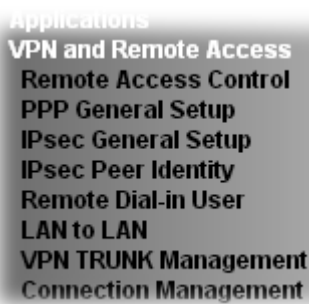 Applications
VPN and Remote Access
Remote Access Control
PPP General Setup
IPsec General Setup
IPsec Peer Identity
Remote Dial-in User
LAN to LAN
VPN TRUNK Management
Connection Management